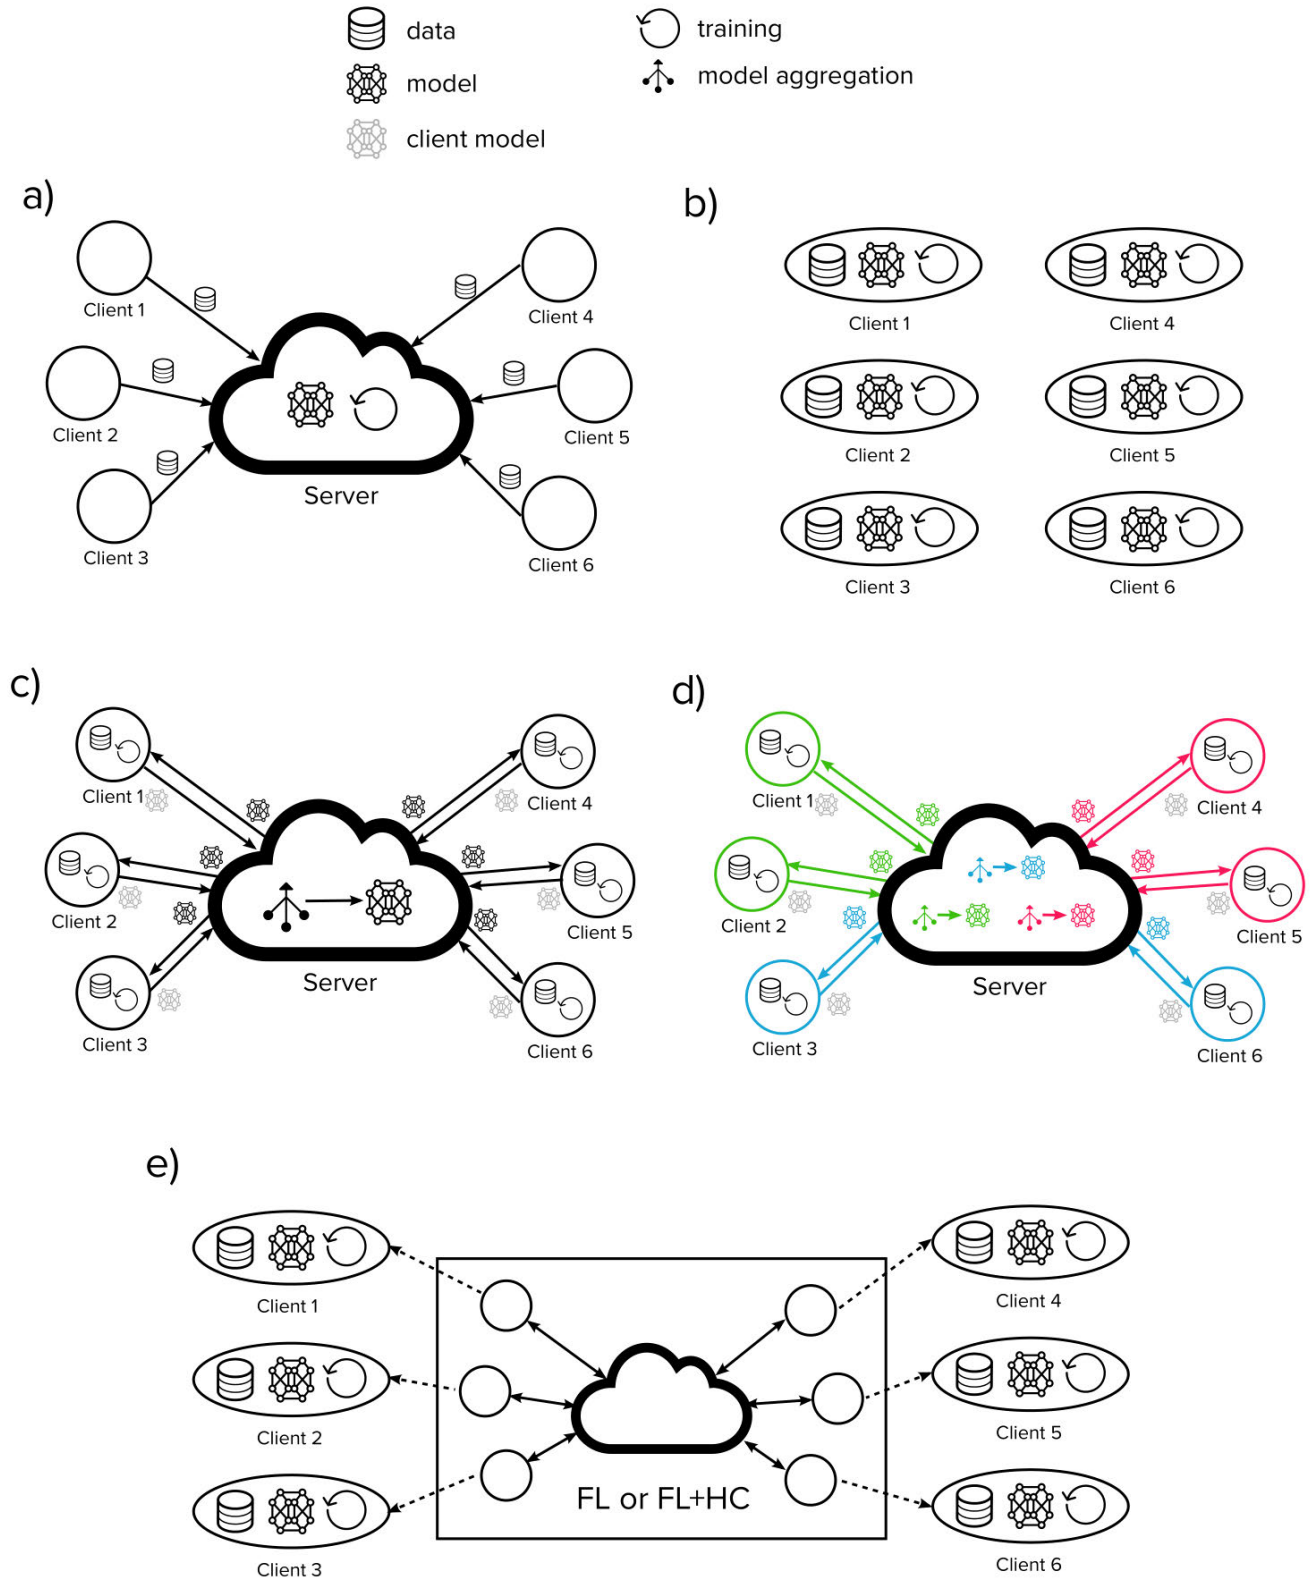 data
training
model
model aggregation
client model
a)
Client 1
Client 4
Client 2
Client 5
Client 3
Client 6
Server
b)
Client 1
Client 4
Client 2
Client 5
Client 3
Client 6
c)
Client 1
Client 4
Client 2
Client 5
Client 3
Client 6
Server
d)
Client 1
Client 4
Client 2
Client 5
Client 3
Client 6
Server
e)
Client 1
Client 4
Client 2
Client 5
Client 3
Client 6
FL or FL+HC